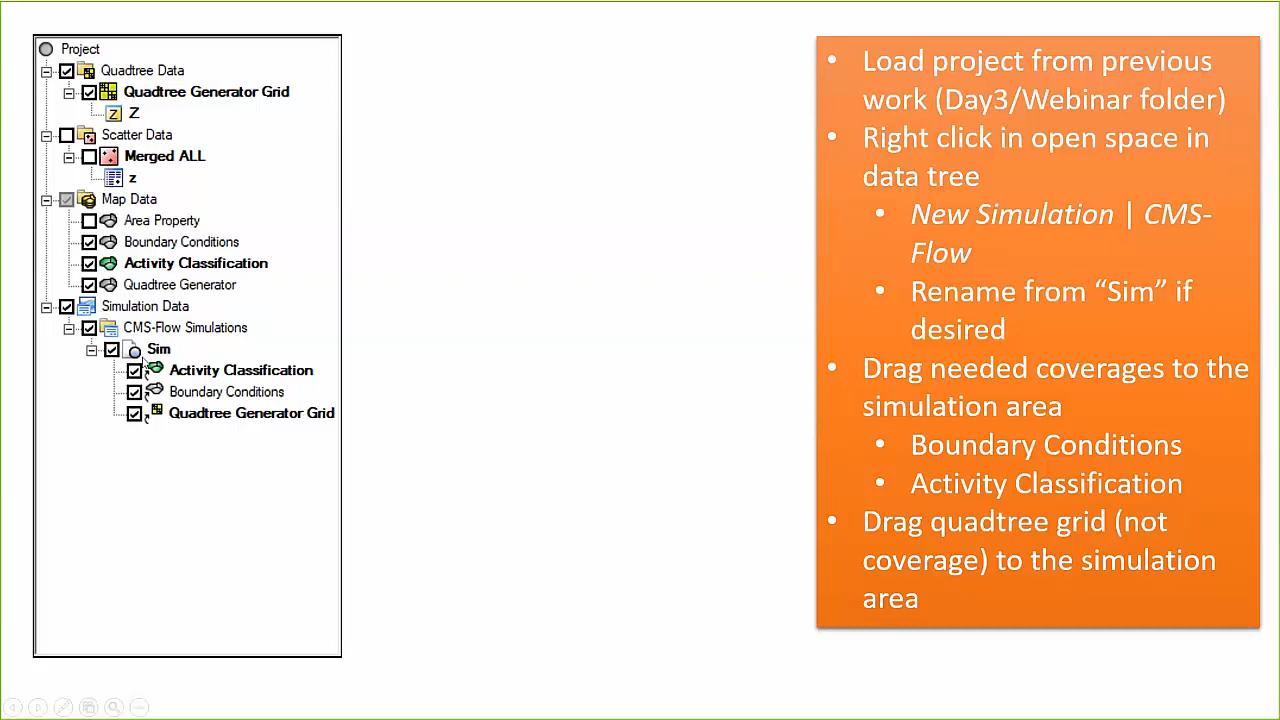 Project
Quadtree Data
Quadtree Generator Grid
Z
Scatter Data
Merged ALL
z
Map Data
Area Property
Boundary Conditions
Activity Classification
Quadtree Generator
Simulation Data
CMS-Flow Simulations
Sim
Activity Classification
Boundary Conditions
Quadtree Generator Grid
• Load project from previous
work (Day3/Webinar folder)
• Right click in open space in
data tree
• New Simulation | CMS-
Flow
• Rename from “Sim” if
desired
• Drag needed coverages to the
simulation area
• Boundary Conditions
• Activity Classification
• Drag quadtree grid (not
coverage) to the simulation
area